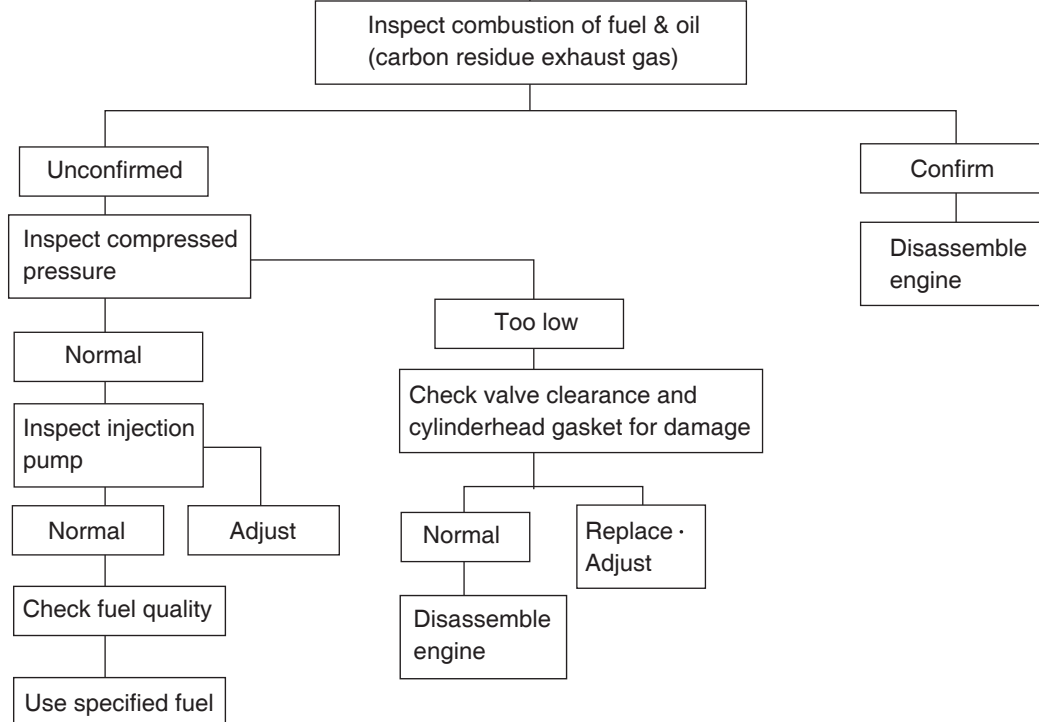 Inspect combustion of fuel & oil
(carbon residue exhaust gas)
Unconfirmed
Confirm
Inspect compressed
pressure
Disassemble
engine
Too low
Normal
Check valve clearance and
cylinderhead gasket for damage
Inspect injection
pump
Normal
Adjust
Normal
Replace·
Adjust
Check fuel quality
Disassemble
engine
Use specified fuel